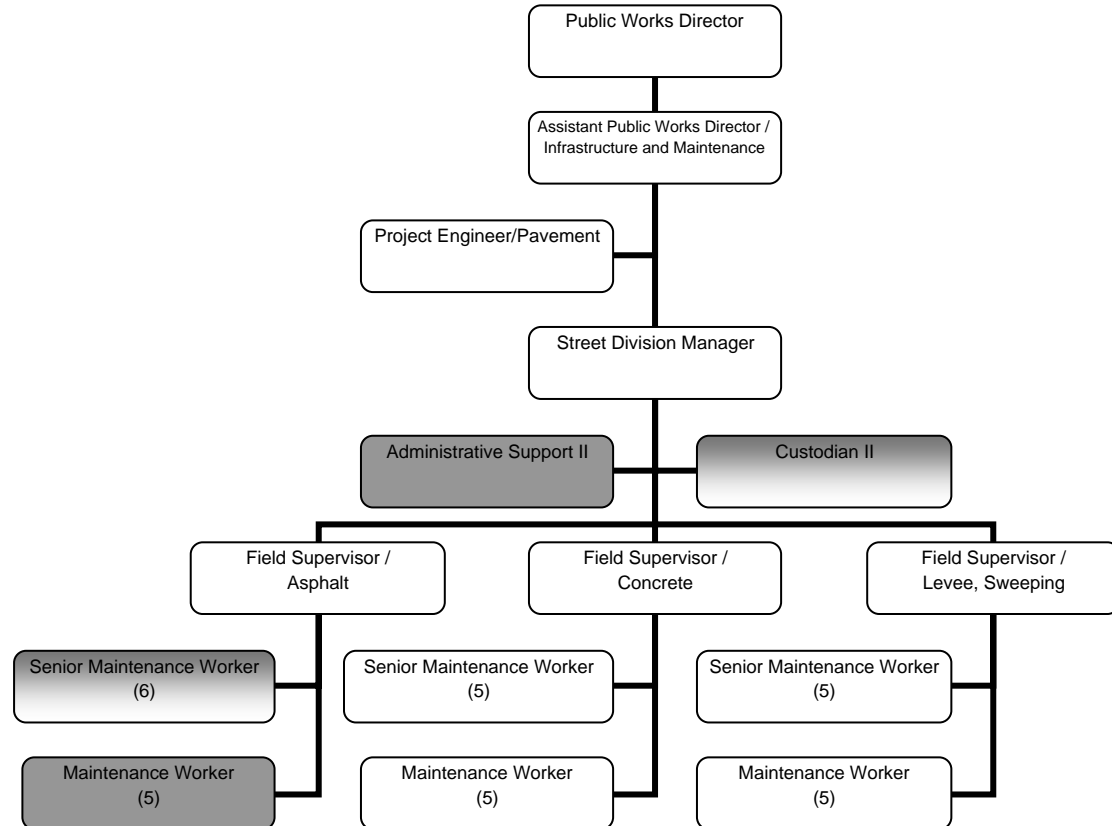 Public Works Director
Assistant Public Works Director /
Infrastructure and Maintenance
Project Engineer/Pavement
Street Division Manager
Administrative Support II
Custodian II
Field Supervisor /
Asphalt
Field Supervisor /
Concrete
Field Supervisor /
Levee, Sweeping
Senior Maintenance Worker
(6)
Senior Maintenance Worker
(5)
Senior Maintenance Worker
(5)
Maintenance Worker
(5)
Maintenance Worker
(5)
Maintenance Worker
(5)